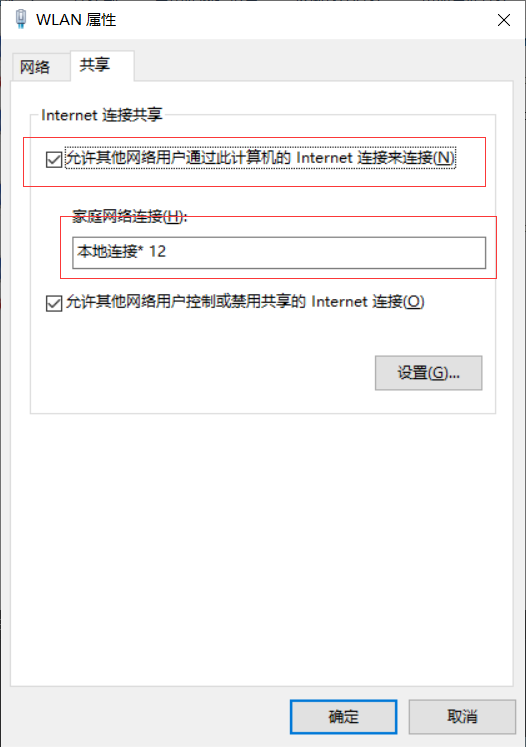 WLAN 属性
网络
共享
Internet 连接共享
允许其他网络用户通过此计算机的 Internet 连接来连接(N)
家庭网络连接(H):
本地连接* 12
允许其他网络用户控制或禁用共享的 Internet 连接(O)
设置(G)...
确定
取消